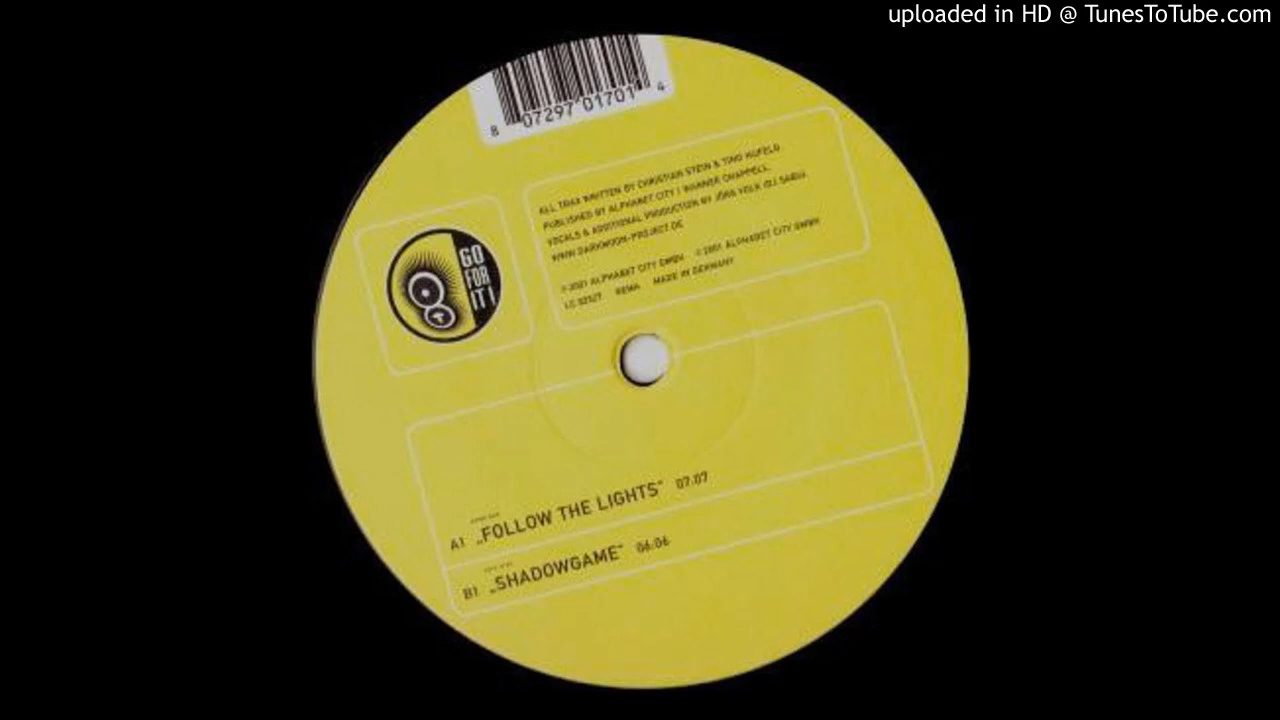 uploaded in HD @ TunesToTube.com
8 07297 01701 4
ALL TRAX WRITTEN BY CHRISTIAN STEIN & TINO HUFELD.
PUBLISHED BY ALPHABET CITY / WARNER CHAPPELL.
VOCALS & ADDITIONAL PRODUCTION BY JÖRG VOLK (DJ SABU).
WWW.DARKMOON-PROJECT.DE
℗ 2001 ALPHABET CITY GMBH © 2001 ALPHABET CITY GMBH
LC GEMA MADE IN GERMANY
GO
FOR
IT!
A1 „FOLLOW THE LIGHTS" 07:07
B1 „SHADOWGAME" 06:06